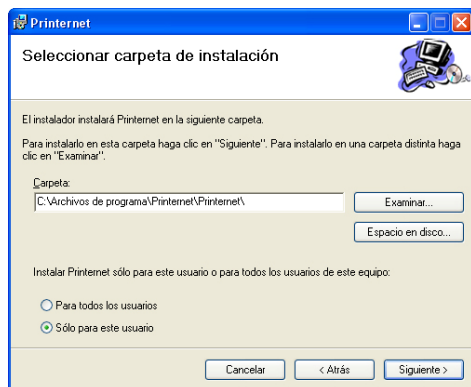 Printernet
Seleccionar carpeta de instalación
El instalador instalará Printernet en la siguiente carpeta.
Para instalarlo en esta carpeta haga clic en "Siguiente". Para instalarlo en una carpeta distinta haga
clic en "Examinar".
Carpeta:
C:\Archivos de programa\Printernet\Printernet\
Examinar...
Espacio en disco...
Instalar Printernet sólo para este usuario o para todos los usuarios de este equipo:
Para todos los usuarios
Sólo para este usuario
Cancelar
< Atrás
Siguiente >